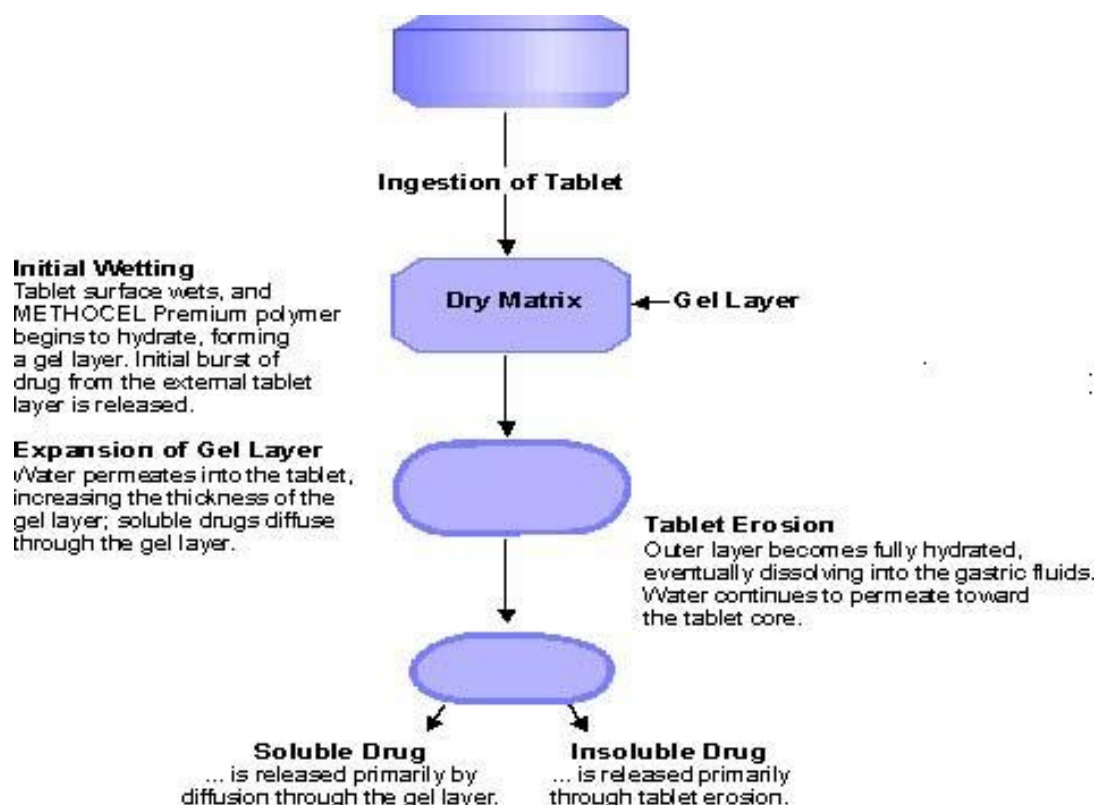 Ingestion of Tablet
Initial Wetting
Tablet surface wets, and
METHOCEL Premium polymer
begins to hydrate, forming
a gel layer. Initial burst of
drug from the external tablet
layer is released.
Dry Matrix
Gel Layer
Expansion of Gel Layer
Water permeates into the tablet,
increasing the thickness of the
gel layer; soluble drugs diffuse
through the gel layer.
Tablet Erosion
Outer layer becomes fully hydrated,
eventually dissolving into the gastric fluids.
Water continues to permeate toward
the tablet core.
Soluble Drug
... is released primarily by
diffusion through the gel layer.
Insoluble Drug
... is released primarily
through tablet erosion.